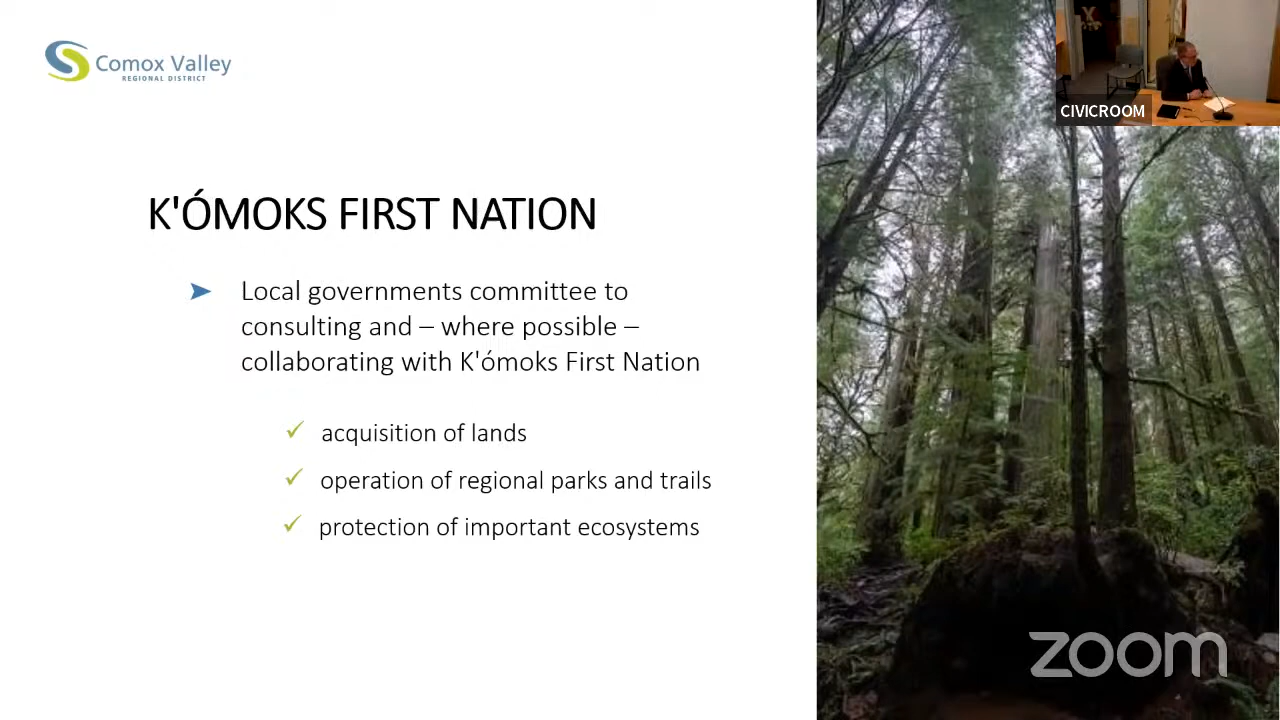 Comox Valley
REGIONAL DISTRICT
CIVICROOM
K'ÓMOKS FIRST NATION
Local governments committee to
consulting and – where possible –
collaborating with K'ómoks First Nation
✓ acquisition of lands
✓ operation of regional parks and trails
✓ protection of important ecosystems
zoom